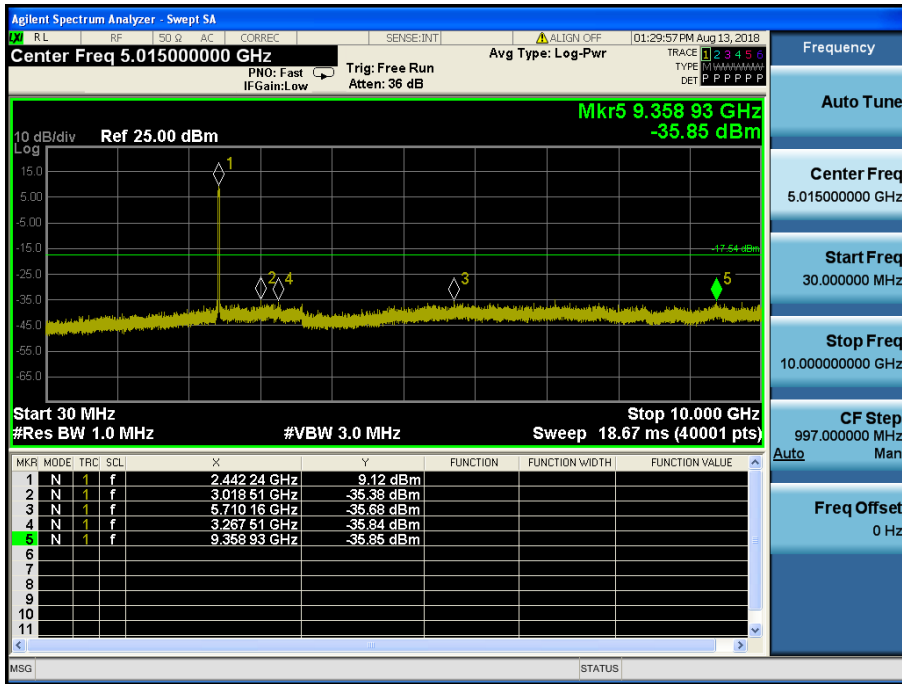 Agilent Spectrum Analyzer - Swept SA
LXI RL RF 50 Ω AC CORREC SENSE:INT ALIGN OFF 01:29:57 PM Aug 13, 2018
Center Freq 5.015000000 GHz
PNO: Fast
IFGain:Low
Trig: Free Run
Atten: 36 dB
Avg Type: Log-Pwr
TRACE 1 2 3 4 5 6
TYPE MWWWWW
DET P P P P P P
Mkr5 9.358 93 GHz
-35.85 dBm
10 dB/div Ref 25.00 dBm
Log
15.0
5.00
-5.00
-15.0
-25.0
-35.0
-45.0
-55.0
-65.0
1
2
4
3
5
-17.54 dBm
Start 30 MHz Stop 10.000 GHz
#Res BW 1.0 MHz #VBW 3.0 MHz Sweep 18.67 ms (40001 pts)
MKR MODE TRC SCL X Y FUNCTION FUNCTION WIDTH FUNCTION VALUE
1 N 1 f 2.442 24 GHz 9.12 dBm
2 N 1 f 3.018 51 GHz -35.38 dBm
3 N 1 f 5.710 16 GHz -35.68 dBm
4 N 1 f 3.267 51 GHz -35.84 dBm
5 N 1 f 9.358 93 GHz -35.85 dBm
6
7
8
9
10
11
MSG STATUS
Frequency
Auto Tune
Center Freq
5.015000000 GHz
Start Freq
30.000000 MHz
Stop Freq
10.000000000 GHz
CF Step
997.000000 MHz
Auto Man
Freq Offset
0 Hz